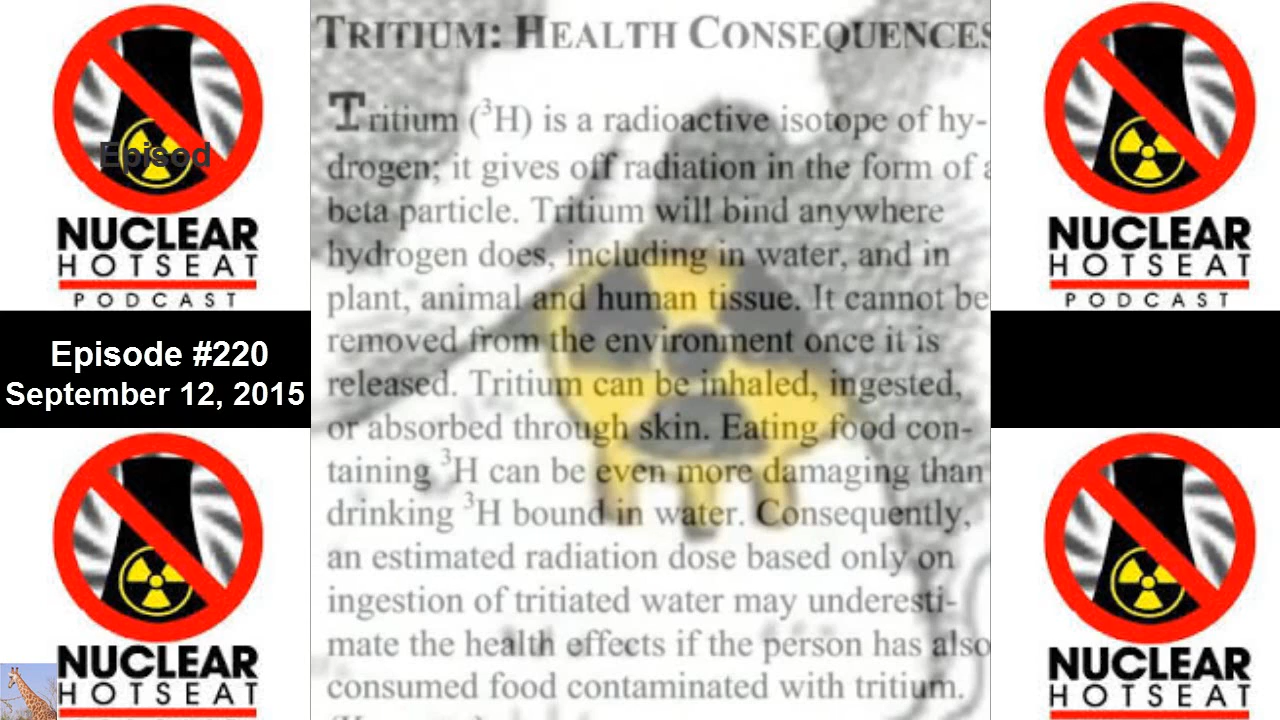 Episod
NUCLEAR
HOTSEAT
PODCAST
Episode #220
September 12, 2015
NUCLEAR
HOTSEAT
TRITIUM: HEALTH CONSEQUENCES
Tritium (³H) is a radioactive isotope of hy-
drogen; it gives off radiation in the form of a
beta particle. Tritium will bind anywhere
hydrogen does, including in water, and in
plant, animal and human tissue. It cannot be
removed from the environment once it is
released. Tritium can be inhaled, ingested,
or absorbed through skin. Eating food con-
taining ³H can be even more damaging than
drinking ³H bound in water. Consequently,
an estimated radiation dose based only on
ingestion of tritiated water may underesti-
mate the health effects if the person has also
consumed food contaminated with tritium.
NUCLEAR
HOTSEAT
PODCAST
NUCLEAR
HOTSEAT